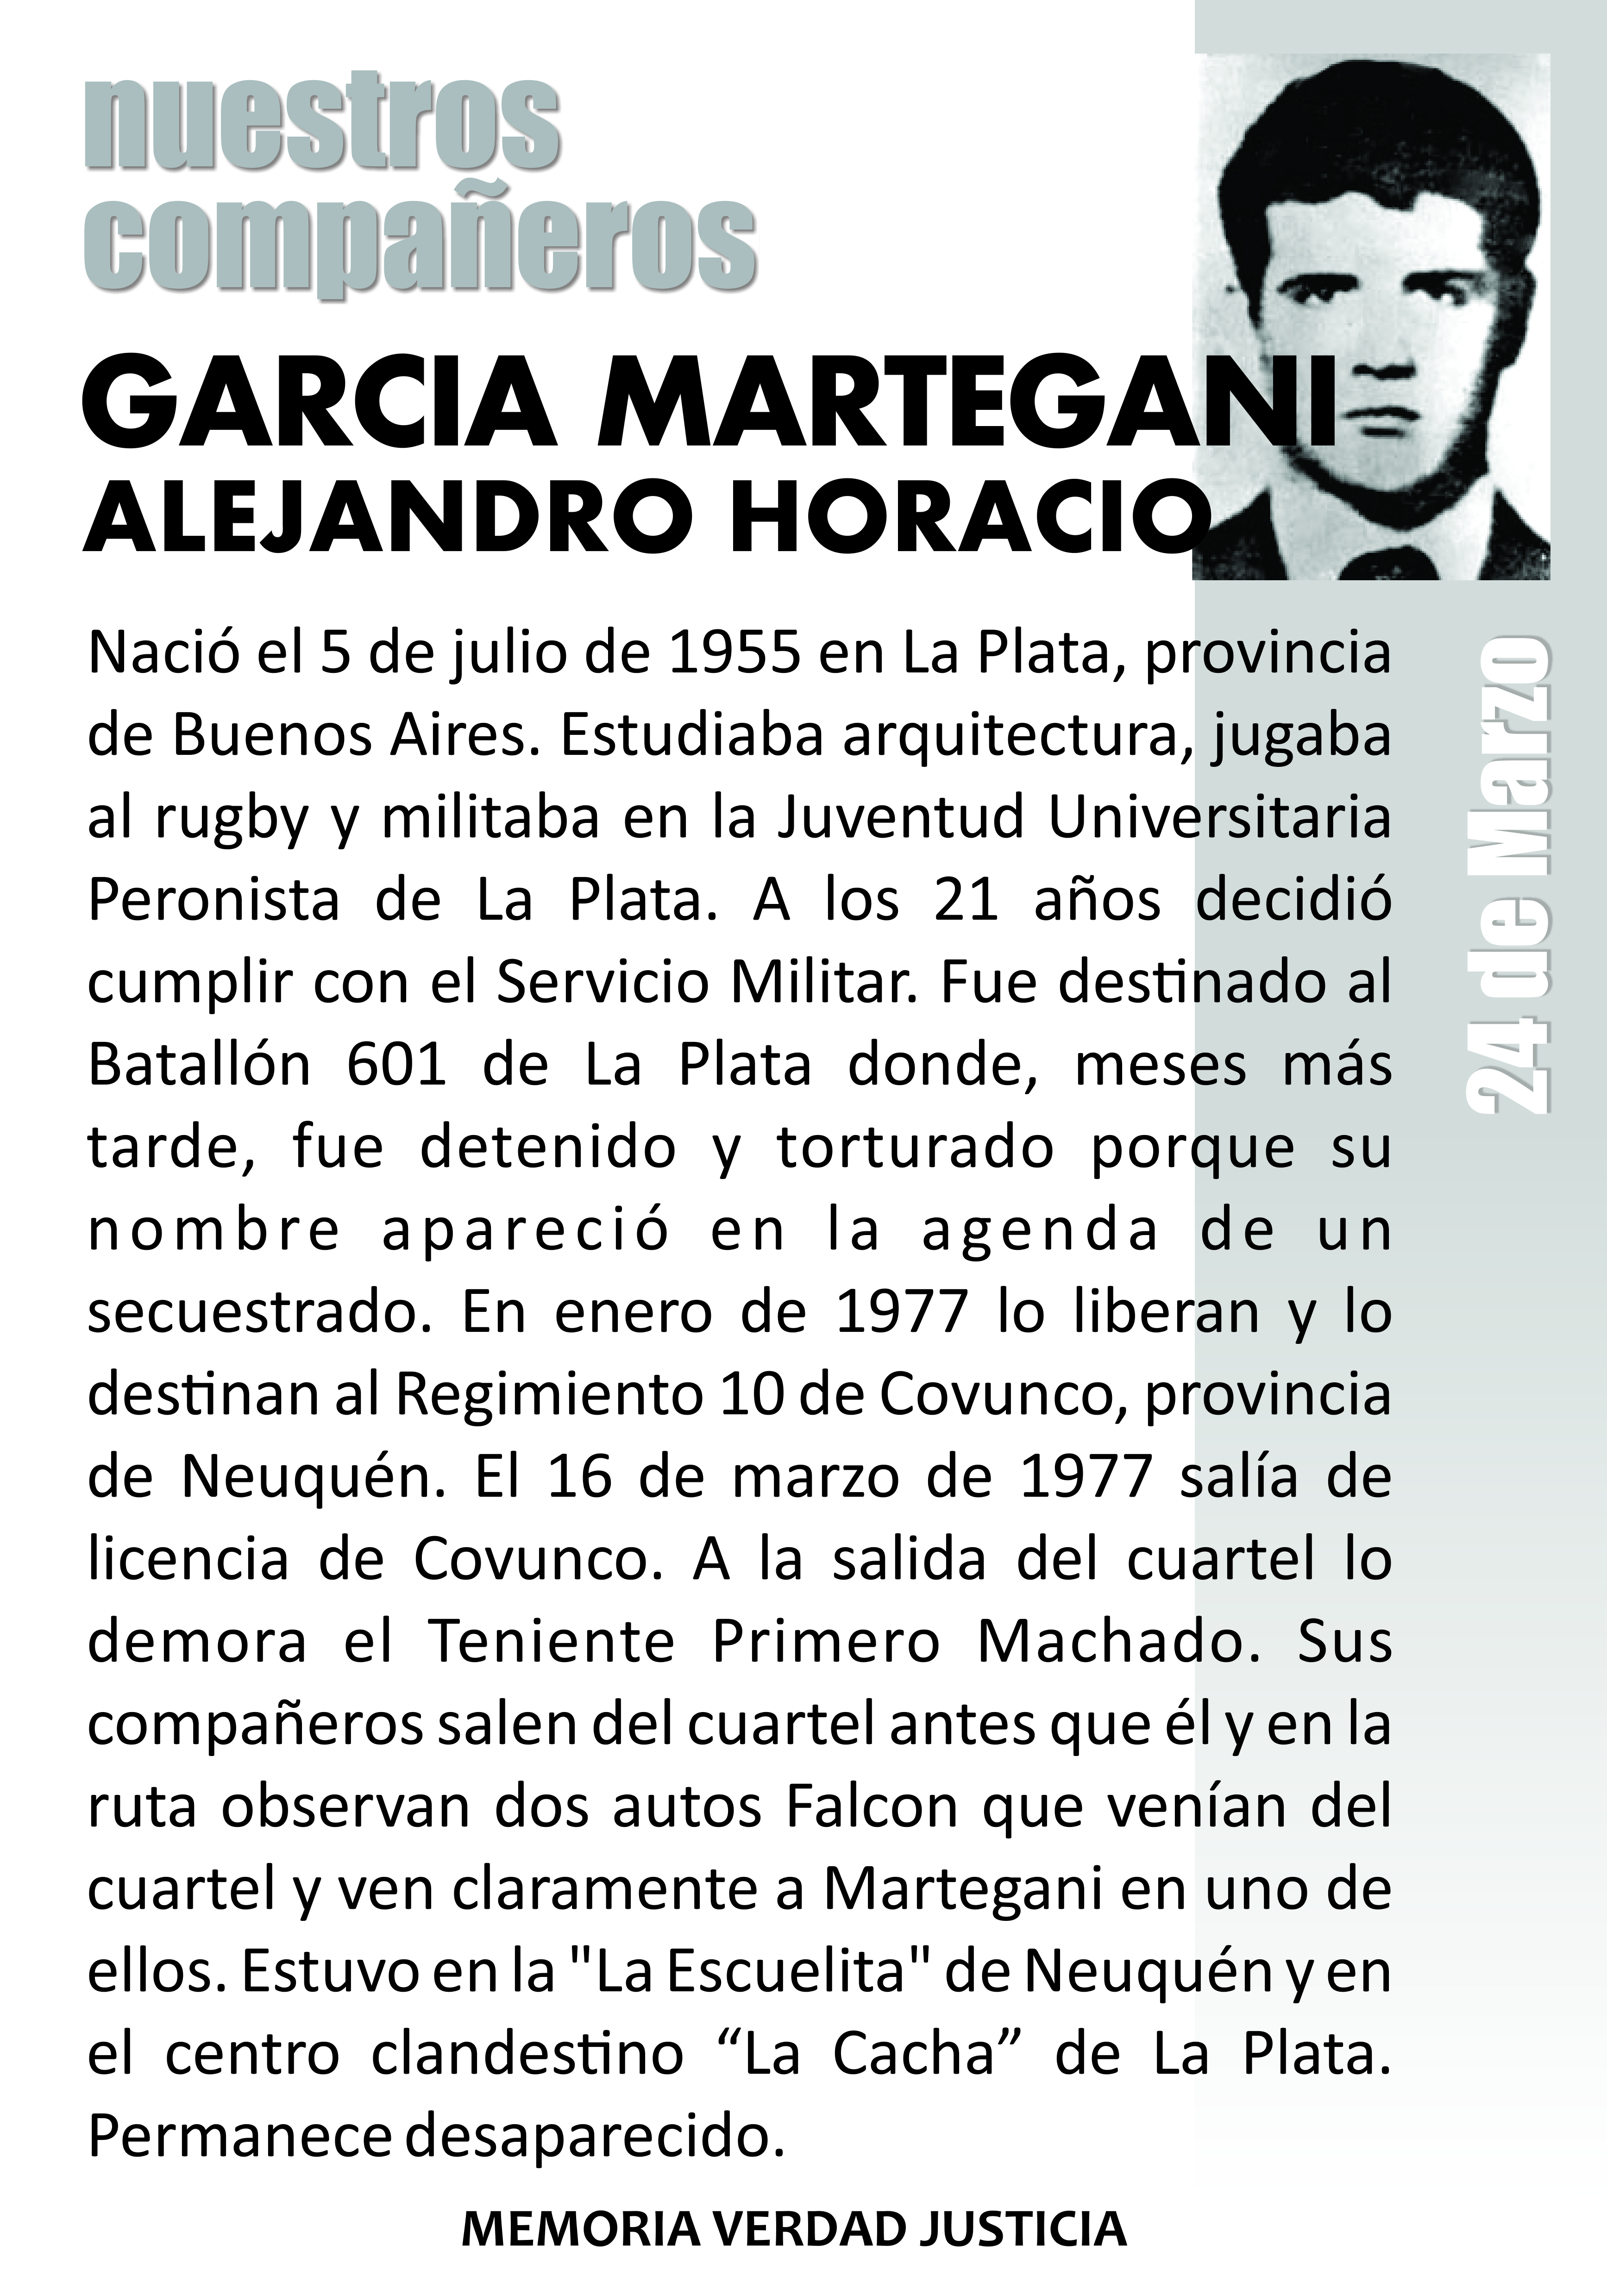 nuestros
compañeros
GARCIA MARTEGANI
ALEJANDRO HORACIO
Nació el 5 de julio de 1955 en La Plata, provincia
de Buenos Aires. Estudiaba arquitectura, jugaba
al rugby y militaba en la Juventud Universitaria
Peronista de La Plata. A los 21 años decidió
cumplir con el Servicio Militar. Fue destinado al
Batallón 601 de La Plata donde, meses más
tarde, fue detenido y torturado porque su
nombre apareció en la agenda de un
secuestrado. En enero de 1977 lo liberan y lo
destinan al Regimiento 10 de Covunco, provincia
de Neuquén. El 16 de marzo de 1977 salía de
licencia de Covunco. A la salida del cuartel lo
demora el Teniente Primero Machado. Sus
compañeros salen del cuartel antes que él y en la
ruta observan dos autos Falcon que venían del
cuartel y ven claramente a Martegani en uno de
ellos. Estuvo en la "La Escuelita" de Neuquén y en
el centro clandestino “La Cacha” de La Plata.
Permanece desaparecido.
24 de Marzo
MEMORIA VERDAD JUSTICIA